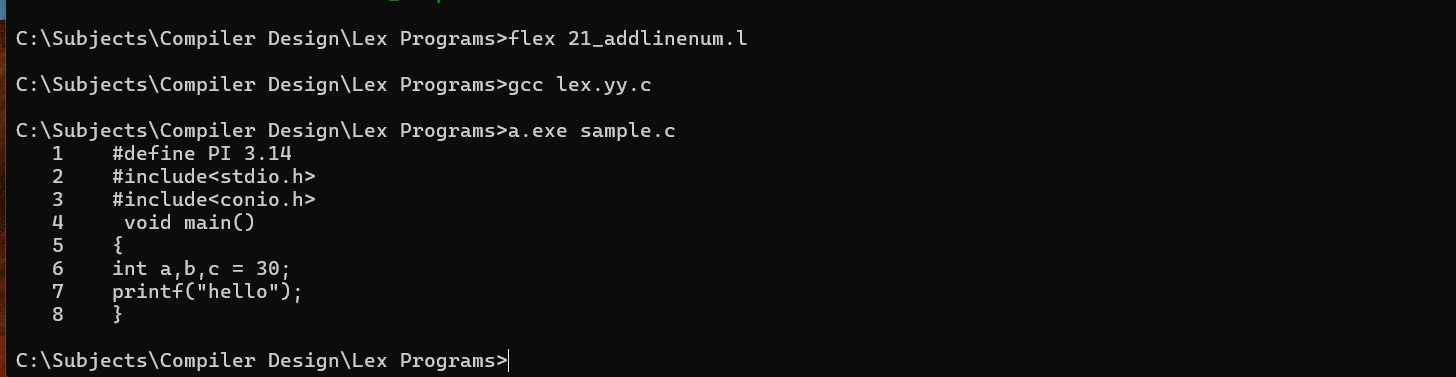 C:\Subjects\Compiler Design\Lex Programs>flex 21_addlinenum.l
C:\Subjects\Compiler Design\Lex Programs>gcc lex.yy.c
C:\Subjects\Compiler Design\Lex Programs>a.exe sample.c
1    #define PI 3.14
2    #include<stdio.h>
3    #include<conio.h>
4     void main()
5    {
6    int a,b,c = 30;
7    printf("hello");
8    }
C:\Subjects\Compiler Design\Lex Programs>